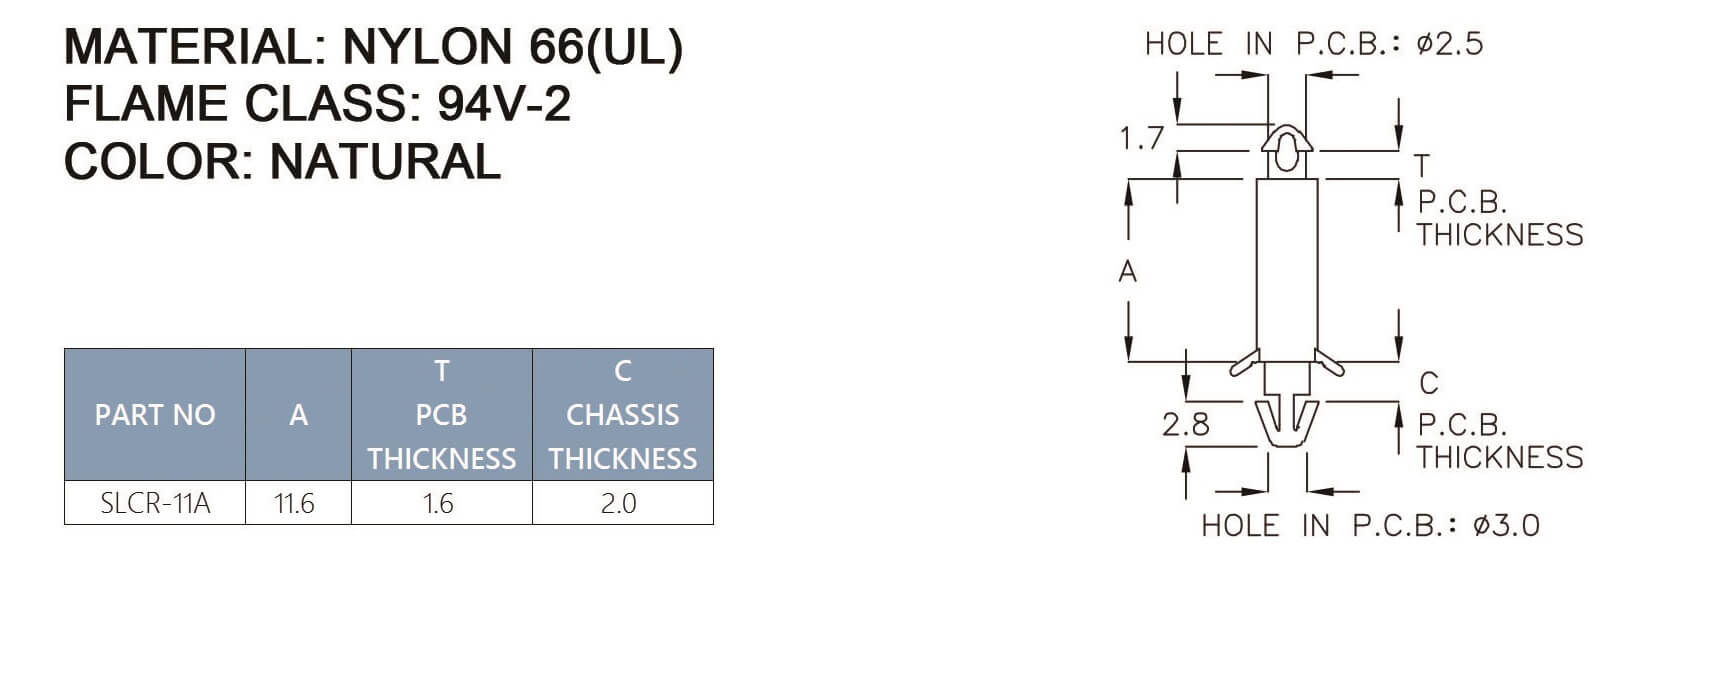 MATERIAL: NYLON 66(UL)
FLAME CLASS: 94V-2
COLOR: NATURAL
PART NO
A
T
PCB
THICKNESS
C
CHASSIS
THICKNESS
SLCR-11A
11.6
1.6
2.0
HOLE IN P.C.B.: ø2.5
1.7
T
P.C.B.
THICKNESS
A
C
P.C.B.
THICKNESS
2.8
HOLE IN P.C.B.: ø3.0